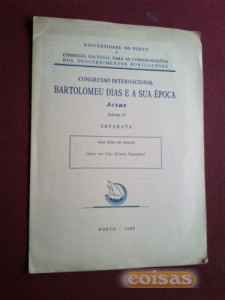 UNIVERSIDADE DO PORTO
E
COMISSÃO NACIONAL PARA AS COMEMORAÇÕES
DOS DESCOBRIMENTOS PORTUGUESES
CONGRESSO INTERNACIONAL
BARTOLOMEU DIAS E A SUA ÉPOCA
Actas
Volume II
SEPARATA
PORTO — 1989
coisas